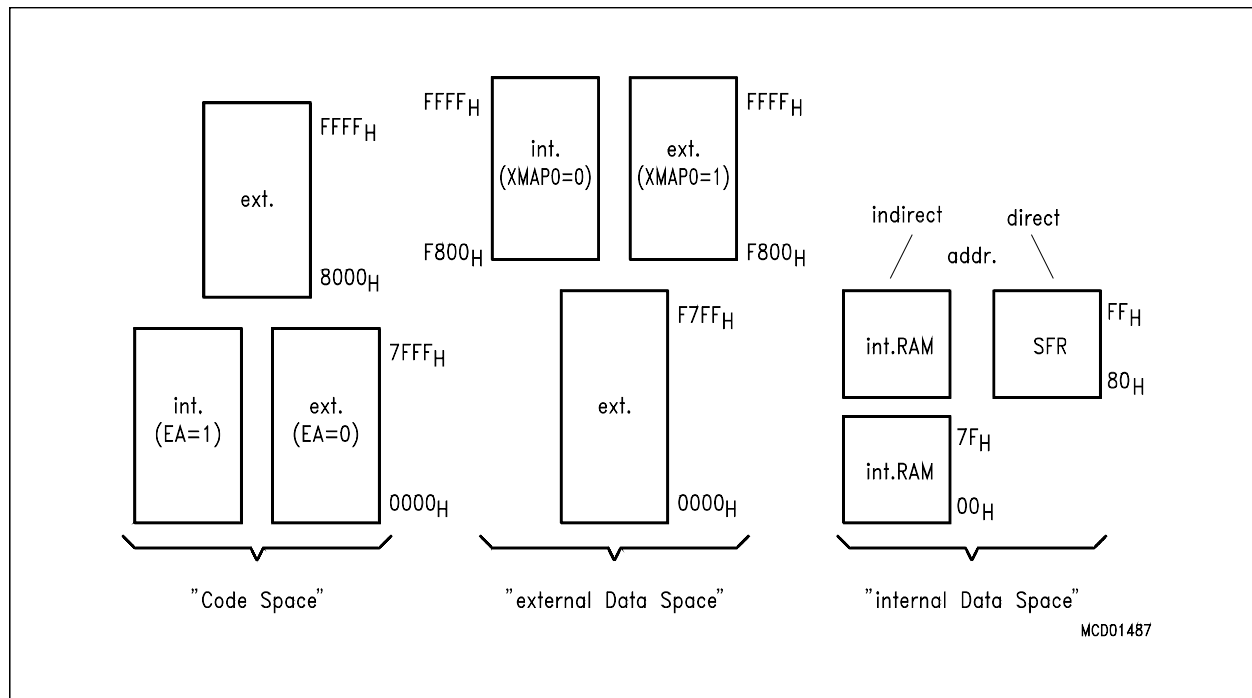 FFFFH
ext.
8000H
int.
(EA=1)
ext.
(EA=0)
7FFFH
0000H
"Code Space"
FFFFH
int.
(XMAP0=0)
F800H
ext.
(XMAP0=1)
FFFFH
F800H
F7FFH
ext.
0000H
"external Data Space"
indirect
direct
addr.
int.RAM
SFR
FFH
80H
int.RAM
7FH
00H
"internal Data Space"
MCD01487